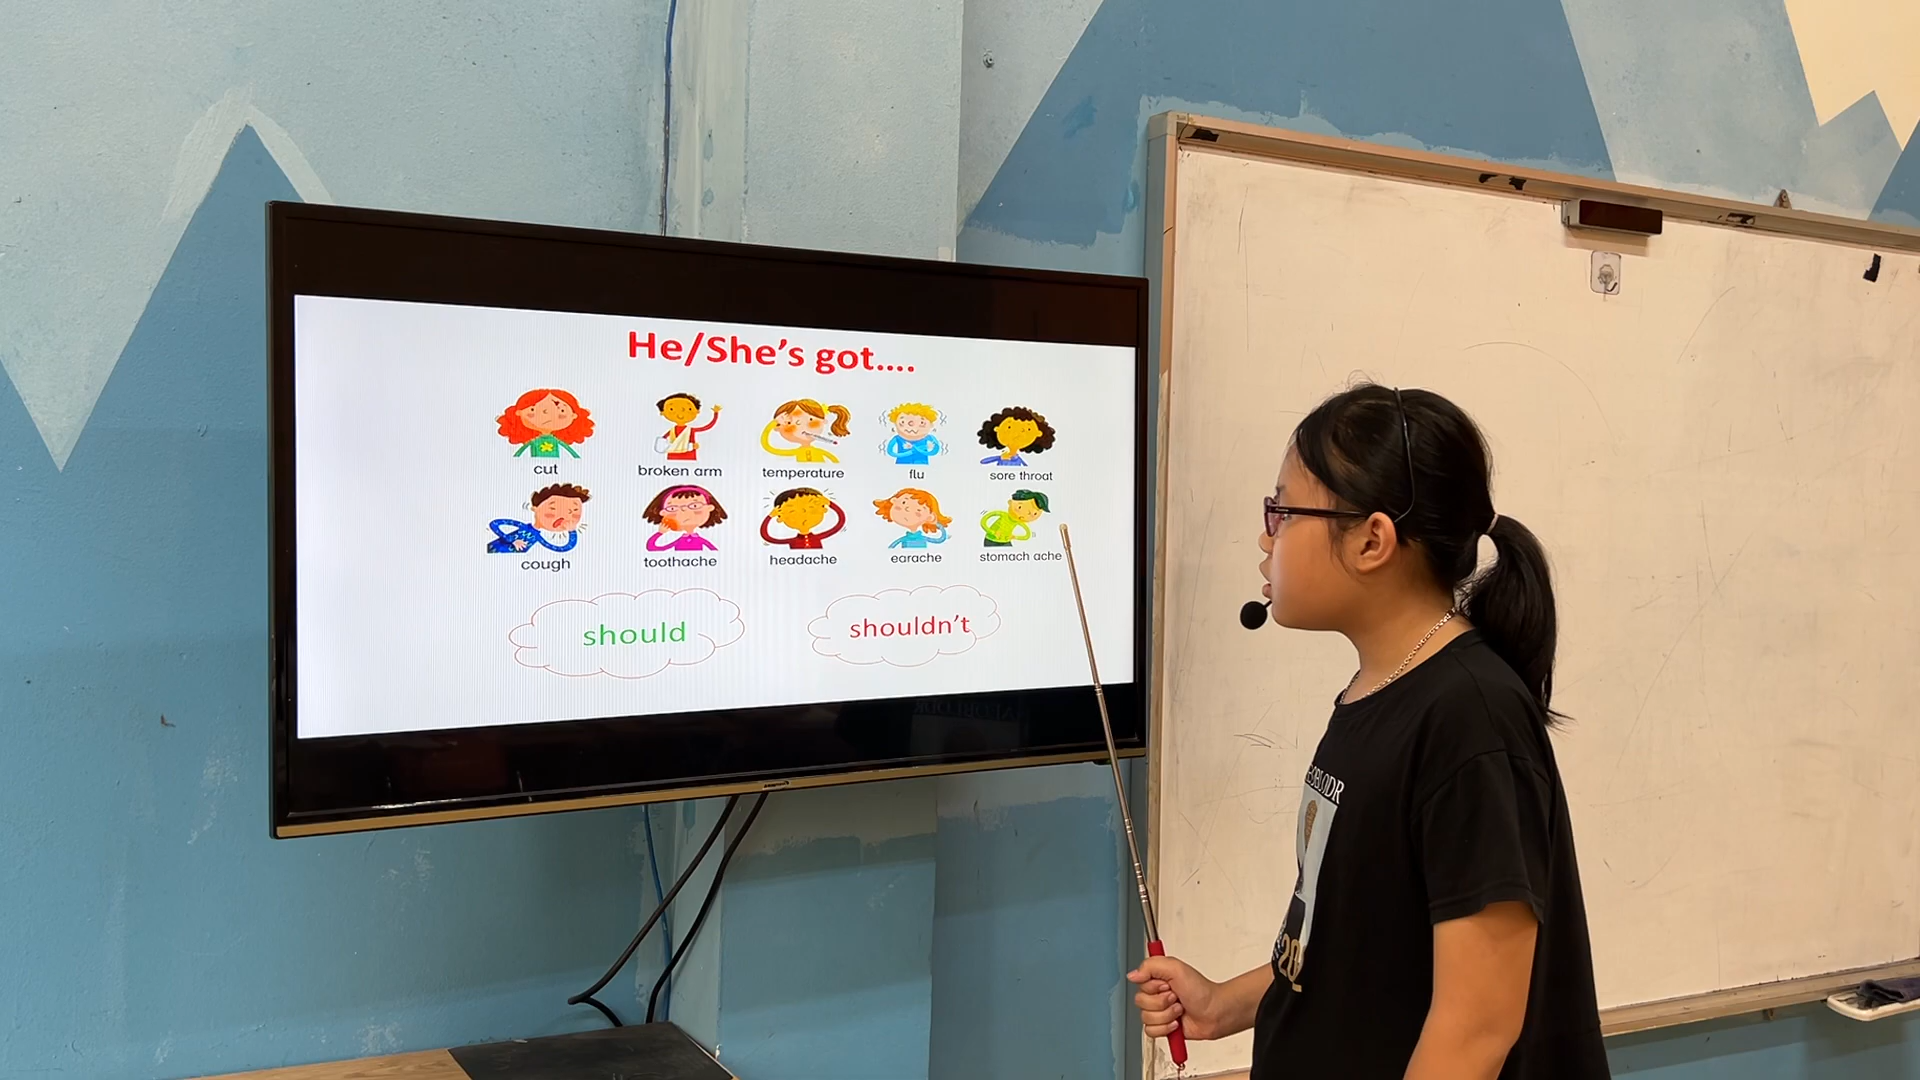 He/She's got....
cut broken arm temperature flu sore throat
cough toothache headache earache stomach ache
should shouldn't